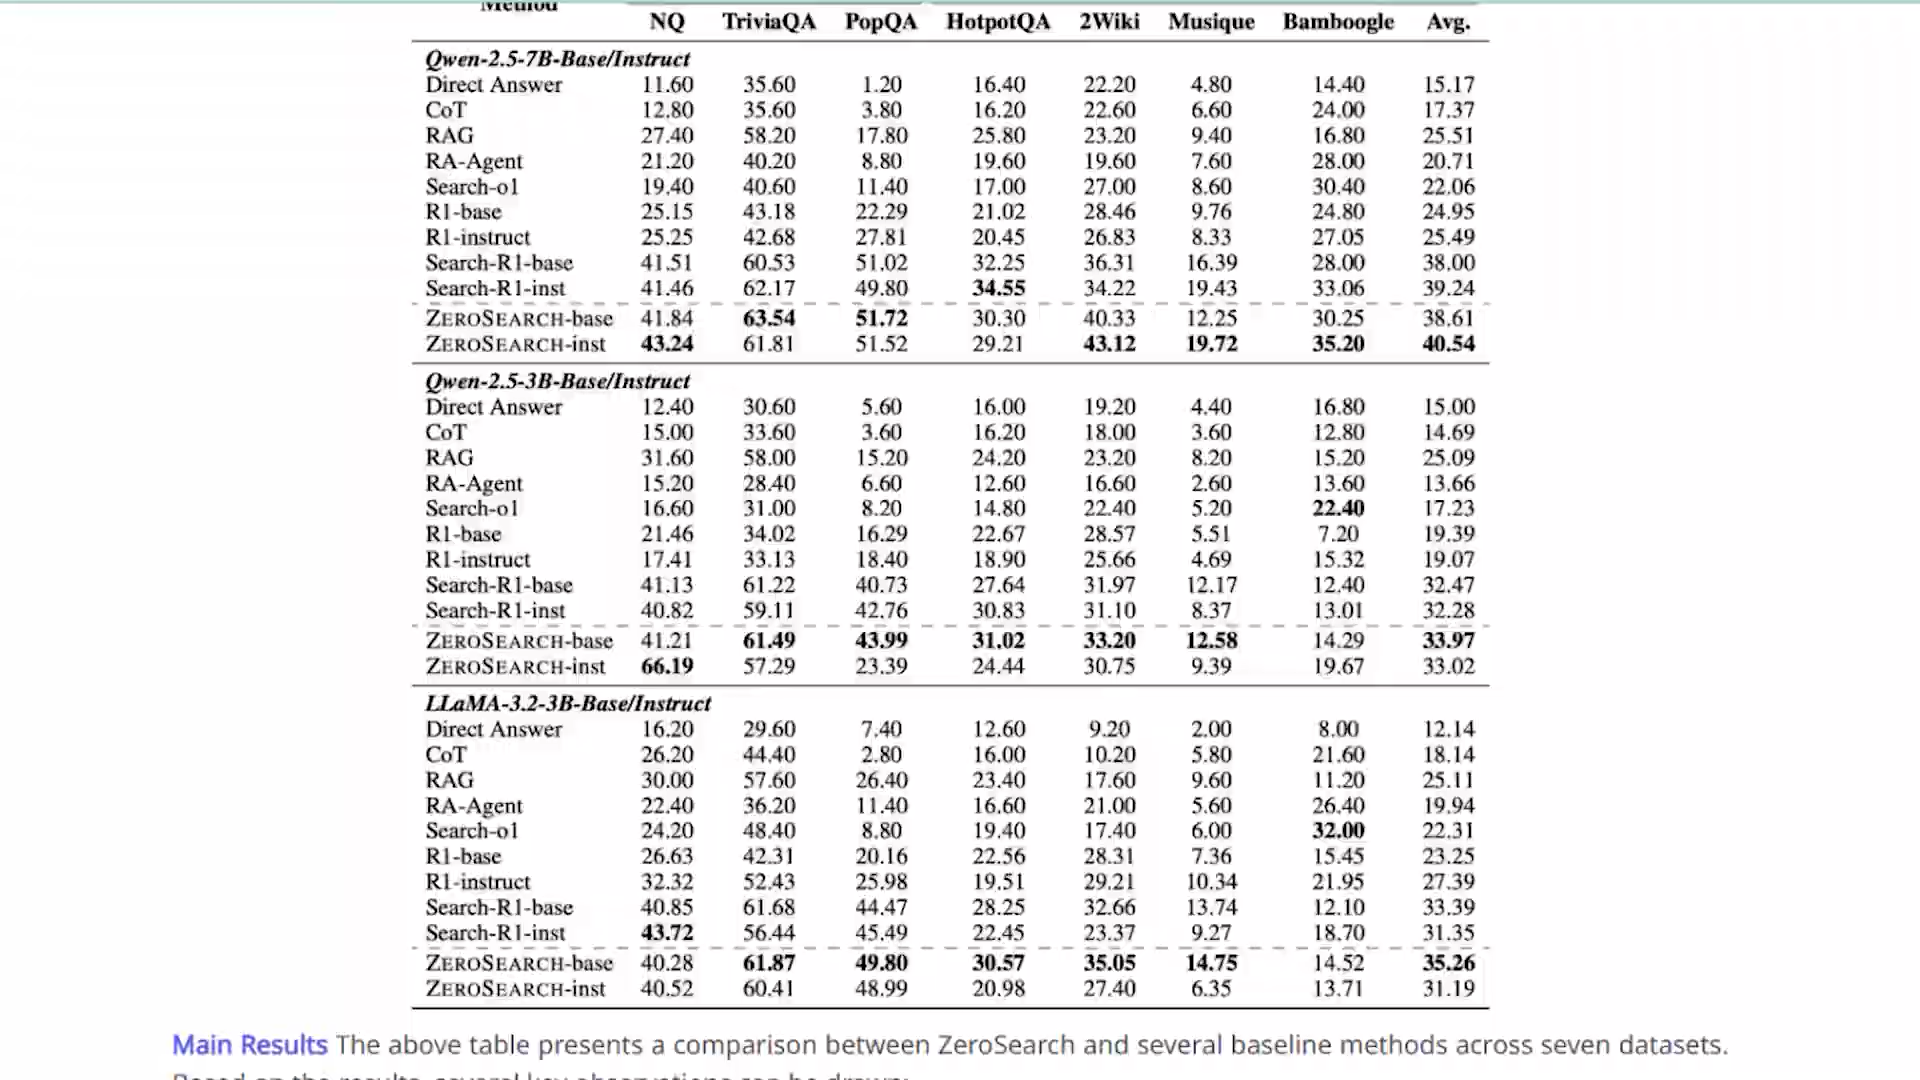 Method
NQ TriviaQA PopQA HotpotQA 2Wiki Musique Bamboogle Avg.
Qwen-2.5-7B-Base/Instruct
Direct Answer 11.60 35.60 1.20 16.40 22.20 4.80 14.40 15.17
CoT 12.80 35.60 3.80 16.20 22.60 6.60 24.00 17.37
RAG 27.40 58.20 17.80 25.80 23.20 9.40 16.80 25.51
RA-Agent 21.20 40.20 8.80 19.60 19.60 7.60 28.00 20.71
Search-o1 19.40 40.60 11.40 17.00 27.00 8.60 30.40 22.06
R1-base 25.15 43.18 22.29 21.02 28.46 9.76 24.80 24.95
R1-instruct 25.25 42.68 27.81 20.45 26.83 8.33 27.05 25.49
Search-R1-base 41.51 60.53 51.02 32.25 36.31 16.39 28.00 38.00
Search-R1-inst 41.46 62.17 49.80 34.55 34.22 19.43 33.06 39.24
ZEROSEARCH-base 41.84 63.54 51.72 30.30 40.33 12.25 30.25 38.61
ZEROSEARCH-inst 43.24 61.81 51.52 29.21 43.12 19.72 35.20 40.54
Qwen-2.5-3B-Base/Instruct
Direct Answer 12.40 30.60 5.60 16.00 19.20 4.40 16.80 15.00
CoT 15.00 33.60 3.60 16.20 18.00 3.60 12.80 14.69
RAG 31.60 58.00 15.20 24.20 23.20 8.20 15.20 25.09
RA-Agent 15.20 28.40 6.60 12.60 16.60 2.60 13.60 13.66
Search-o1 16.60 31.00 8.20 14.80 22.40 5.20 22.40 17.23
R1-base 21.46 34.02 16.29 22.67 28.57 5.51 7.20 19.39
R1-instruct 17.41 33.13 18.40 18.90 25.66 4.69 15.32 19.07
Search-R1-base 41.13 61.22 40.73 27.64 31.97 12.17 12.40 32.47
Search-R1-inst 40.82 59.11 42.76 30.83 31.10 8.37 13.01 32.28
ZEROSEARCH-base 41.21 61.49 43.99 31.02 33.20 12.58 14.29 33.97
ZEROSEARCH-inst 66.19 57.29 23.39 24.44 30.75 9.39 19.67 33.02
LLaMA-3.2-3B-Base/Instruct
Direct Answer 16.20 29.60 7.40 12.60 9.20 2.00 8.00 12.14
CoT 26.20 44.40 2.80 16.00 10.20 5.80 21.60 18.14
RAG 30.00 57.60 26.40 23.40 17.60 9.60 11.20 25.11
RA-Agent 22.40 36.20 11.40 16.60 21.00 5.60 26.40 19.94
Search-o1 24.20 48.40 8.80 19.40 17.40 6.00 32.00 22.31
R1-base 26.63 42.31 20.16 22.56 28.31 7.36 15.45 23.25
R1-instruct 32.32 52.43 25.98 19.51 29.21 10.34 21.95 27.39
Search-R1-base 40.85 61.68 44.47 28.25 32.66 13.74 12.10 33.39
Search-R1-inst 43.72 56.44 45.49 22.45 23.37 9.27 18.70 31.35
ZEROSEARCH-base 40.28 61.87 49.80 30.57 35.05 14.75 14.52 35.26
ZEROSEARCH-inst 40.52 60.41 48.99 20.98 27.40 6.35 13.71 31.19
Main Results The above table presents a comparison between ZeroSearch and several baseline methods across seven datasets.
Based on the results, several key observations can be drawn: